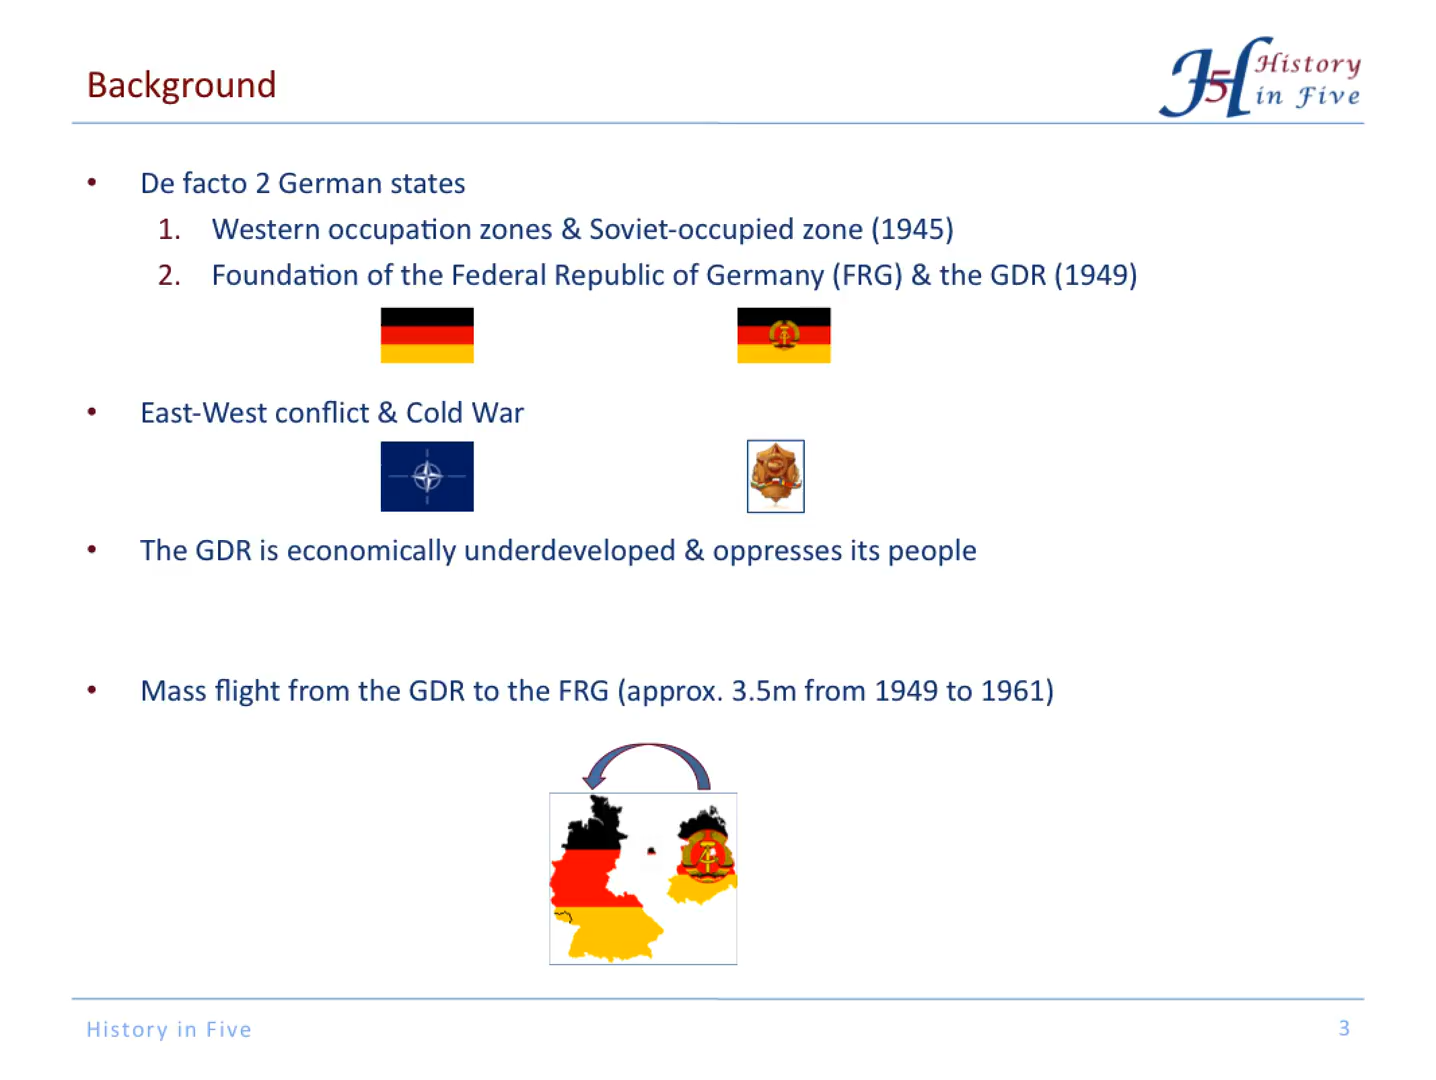 Background
History
in Five
• De facto 2 German states
1. Western occupation zones & Soviet-occupied zone (1945)
2. Foundation of the Federal Republic of Germany (FRG) & the GDR (1949)
• East-West conflict & Cold War
• The GDR is economically underdeveloped & oppresses its people
• Mass flight from the GDR to the FRG (approx. 3.5m from 1949 to 1961)
History in Five
3